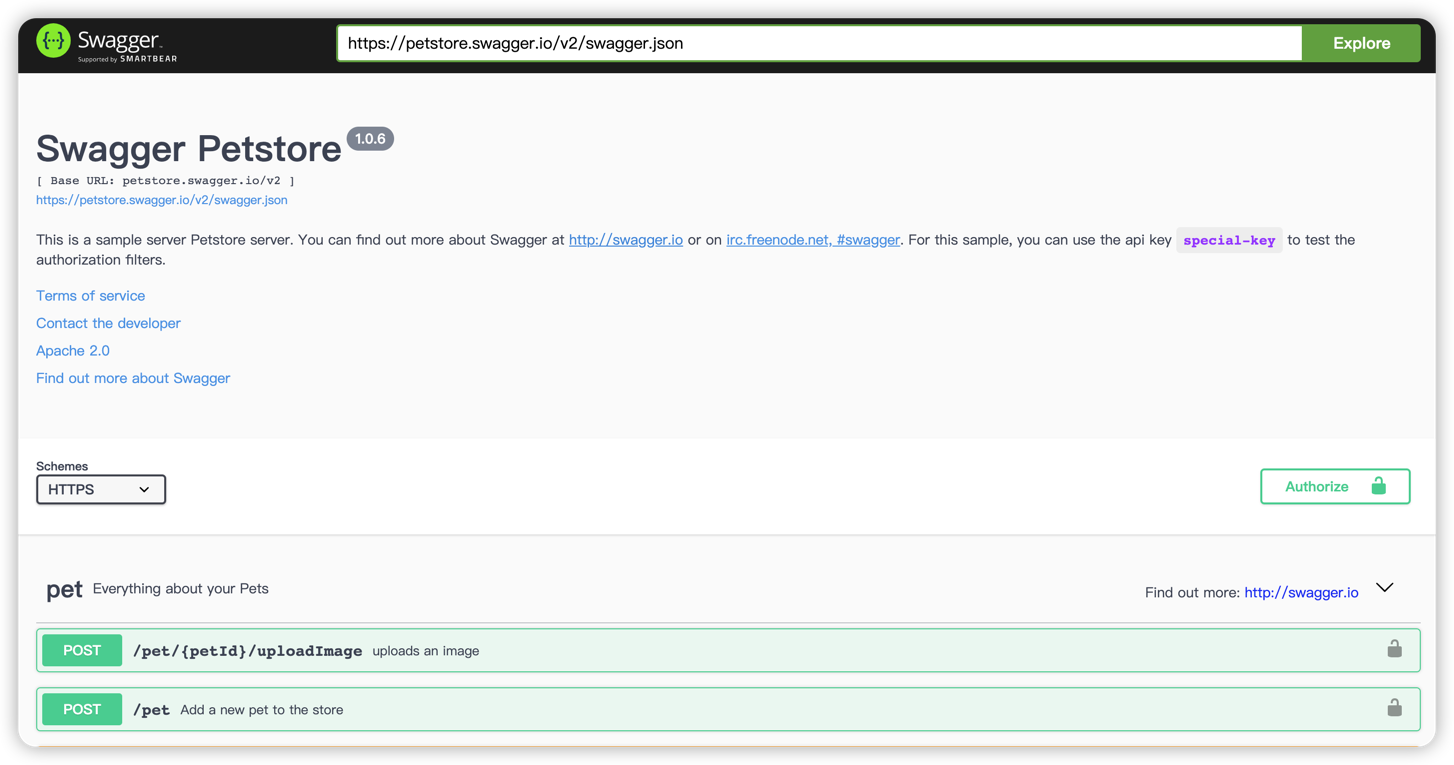 Swagger™
Supported by SMARTBEAR
https://petstore.swagger.io/v2/swagger.json
Explore
Swagger Petstore 1.0.6
[ Base URL: petstore.swagger.io/v2 ]
https://petstore.swagger.io/v2/swagger.json
This is a sample server Petstore server. You can find out more about Swagger at http://swagger.io or on irc.freenode.net, #swagger. For this sample, you can use the api key special-key to test the
authorization filters.
Terms of service
Contact the developer
Apache 2.0
Find out more about Swagger
Schemes
HTTPS
Authorize
pet Everything about your Pets
Find out more: http://swagger.io
POST /pet/{petId}/uploadImage uploads an image
POST /pet Add a new pet to the store